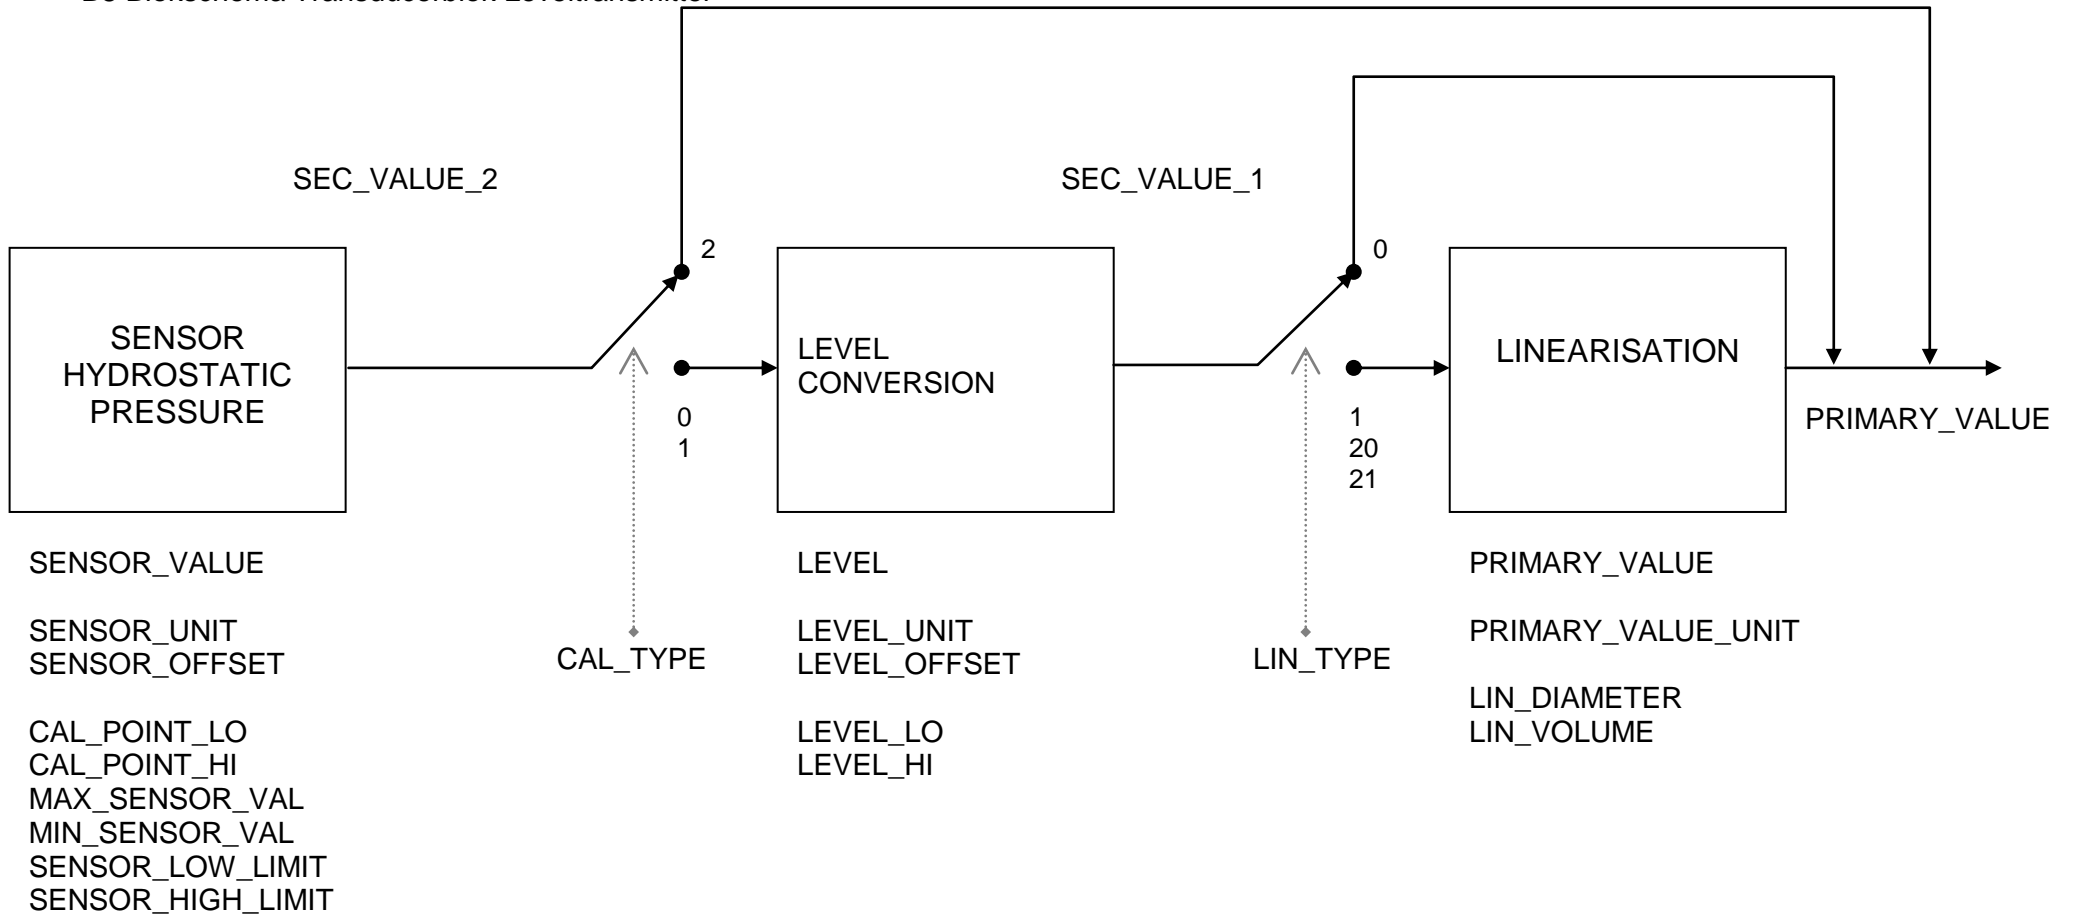 SEC_VALUE_2
SEC_VALUE_1
2
0
SENSOR
HYDROSTATIC
PRESSURE
LEVEL
CONVERSION
LINEARISATION
0
1
1
20
21
PRIMARY_VALUE
SENSOR_VALUE
SENSOR_UNIT
SENSOR_OFFSET
CAL_POINT_LO
CAL_POINT_HI
MAX_SENSOR_VAL
MIN_SENSOR_VAL
SENSOR_LOW_LIMIT
SENSOR_HIGH_LIMIT
CAL_TYPE
LEVEL
LEVEL_UNIT
LEVEL_OFFSET
LEVEL_LO
LEVEL_HI
LIN_TYPE
PRIMARY_VALUE
PRIMARY_VALUE_UNIT
LIN_DIAMETER
LIN_VOLUME